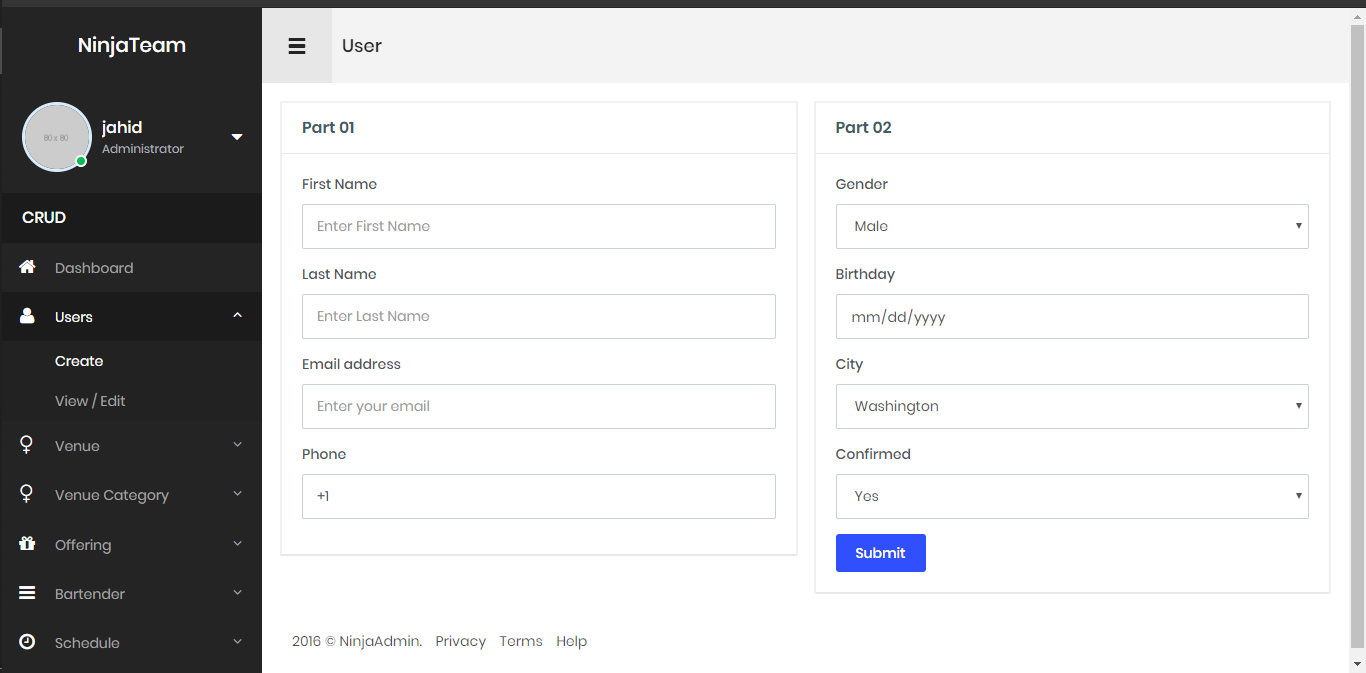 NinjaTeam
80 x 80
jahid
Administrator
CRUD
Dashboard
Users
Create
View / Edit
Venue
Venue Category
Offering
Bartender
Schedule
User
Part 01
First Name
Enter First Name
Last Name
Enter Last Name
Email address
Enter your email
Phone
+1
Part 02
Gender
Male
Birthday
mm/dd/yyyy
City
Washington
Confirmed
Yes
Submit
2016 © NinjaAdmin. Privacy Terms Help